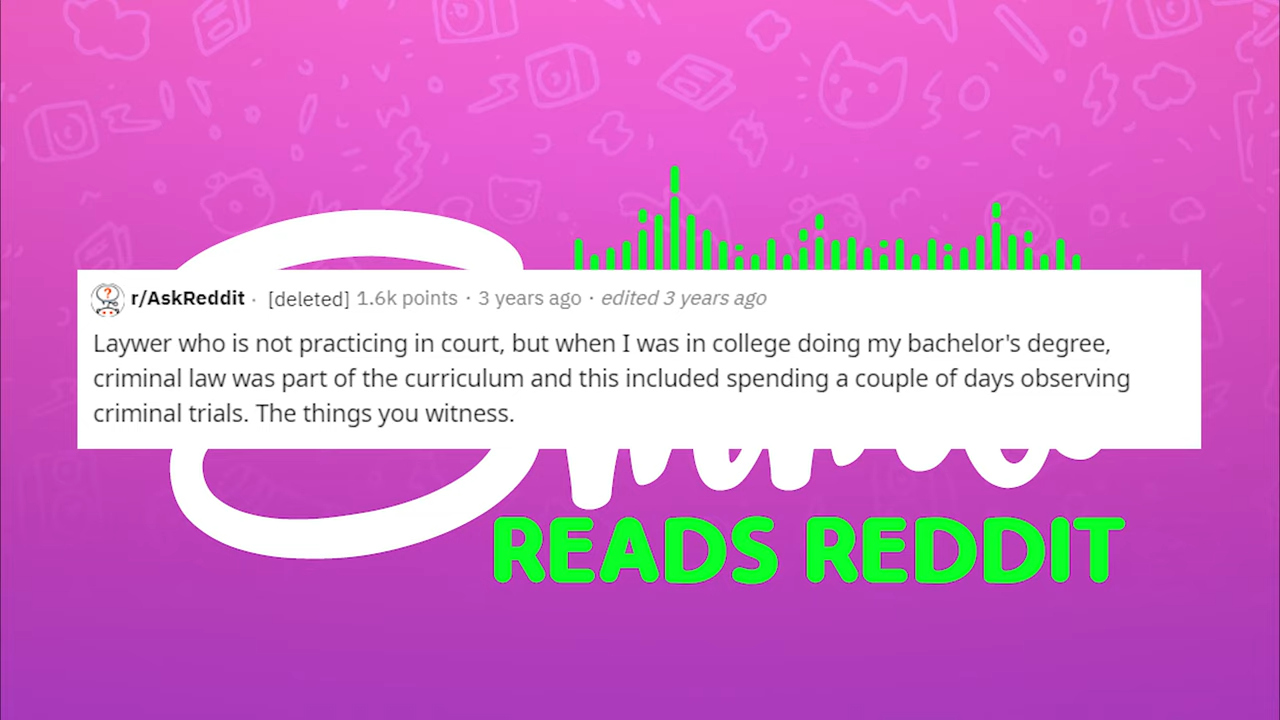 r/AskReddit · [deleted] 1.6k points · 3 years ago · edited 3 years ago
Laywer who is not practicing in court, but when I was in college doing my bachelor's degree,
criminal law was part of the curriculum and this included spending a couple of days observing
criminal trials. The things you witness.
READS REDDIT